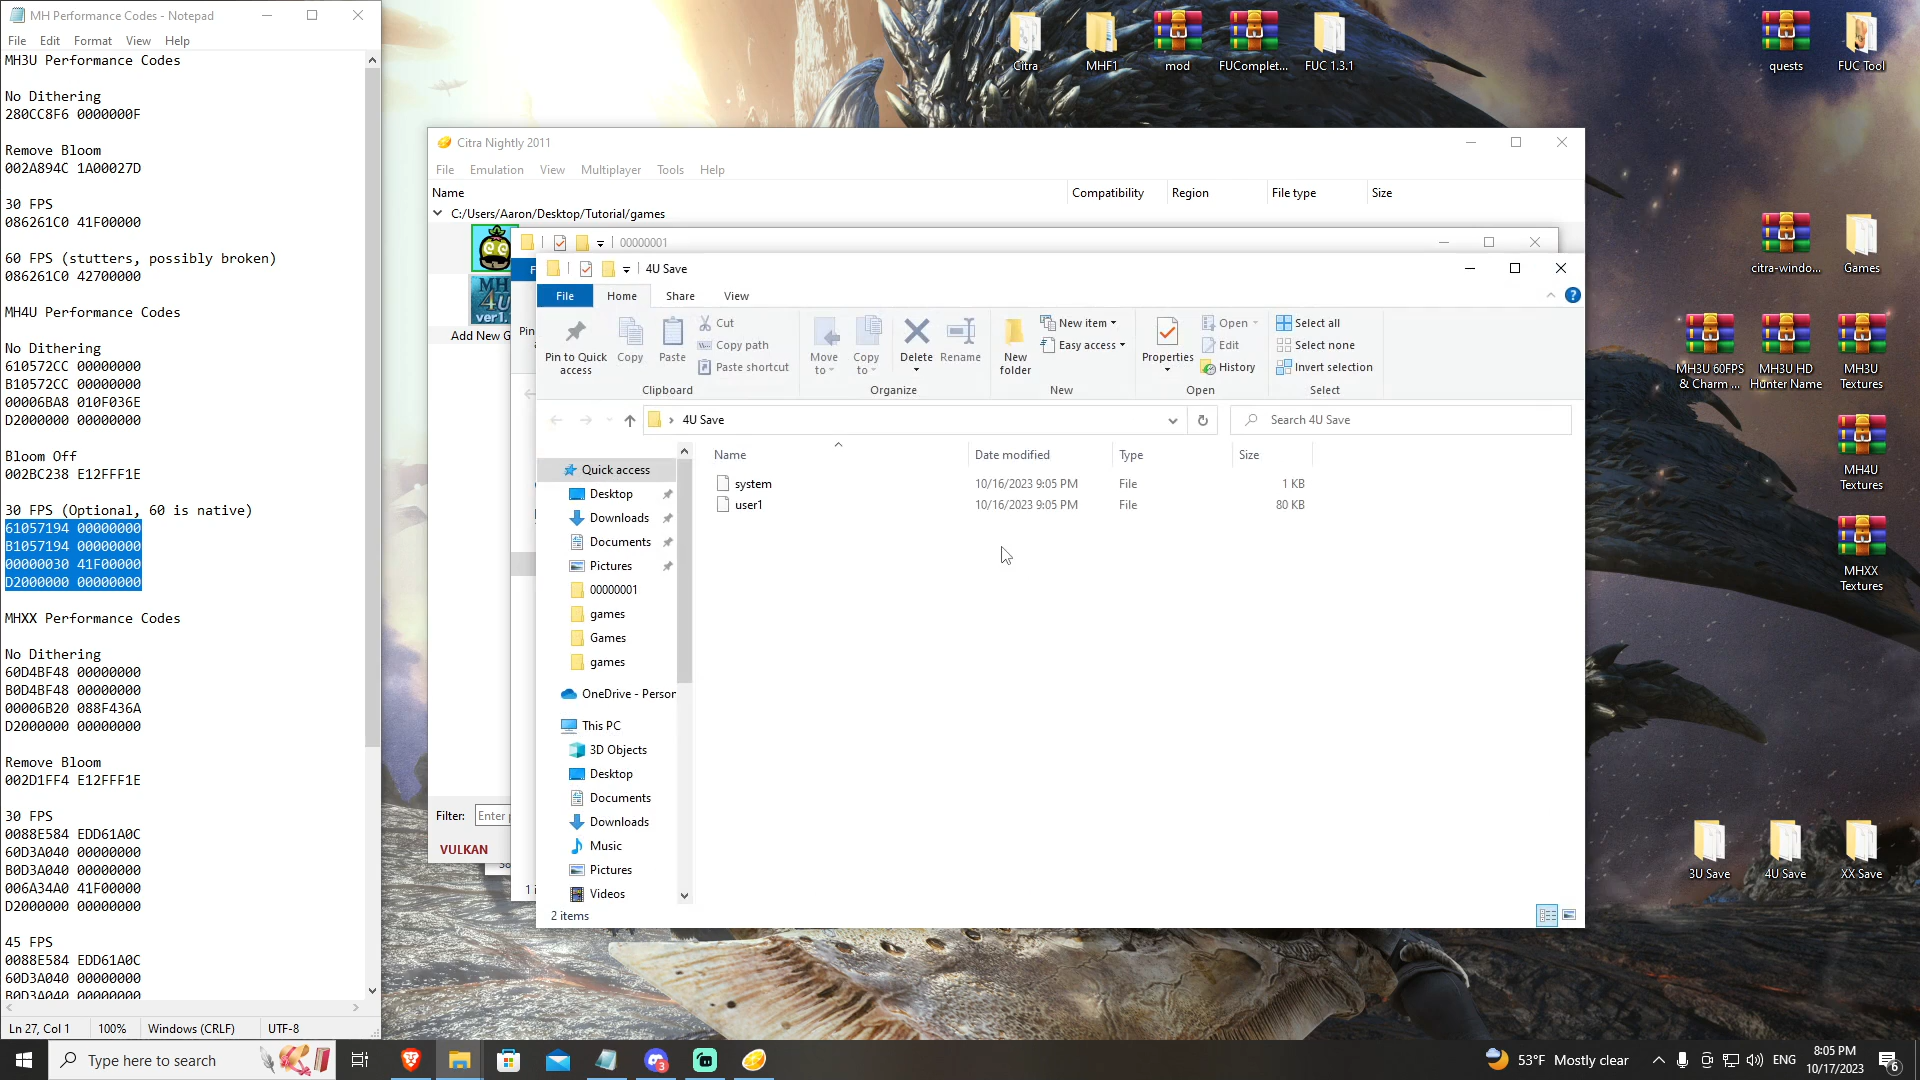 MH Performance Codes - Notepad
File Edit Format View Help
MH3U Performance Codes
No Dithering
280CC8F6 0000000F
Remove Bloom
002A894C 1A00027D
30 FPS
086261C0 41F00000
60 FPS (stutters, possibly broken)
086261C0 42700000
MH4U Performance Codes
No Dithering
610572CC 00000000
B10572CC 00000000
00006BA8 010F036E
D2000000 00000000
Bloom Off
002BC238 E12FFF1E
30 FPS (Optional, 60 is native)
61057194 00000000
B1057194 00000000
00000030 41F00000
D2000000 00000000
MHXX Performance Codes
No Dithering
60D4BF48 00000000
B0D4BF48 00000000
00006B20 088F436A
D2000000 00000000
Remove Bloom
002D1FF4 E12FFF1E
30 FPS
0088E584 EDD61A0C
60D3A040 00000000
B0D3A040 00000000
006A34A0 41F00000
D2000000 00000000
45 FPS
0088E584 EDD61A0C
60D3A040 00000000
B0D3A040 00000000
Ln 27, Col 1 100% Windows (CRLF) UTF-8
Citra
MHF1
mod
FUComplet...
FUC 1.3.1
quests
FUC Tool
citra-windo...
Games
MH3U 60FPS
& Charm ...
MH3U HD
Hunter Name
MH3U
Textures
MH4U
Textures
MHXX
Textures
3U Save
4U Save
XX Save
Citra Nightly 2011
File Emulation View Multiplayer Tools Help
Name Compatibility Region File type Size
C:/Users/Aaron/Desktop/Tutorial/games
MH
4U
ver1.
Add New G
Filter: Enter
VULKAN
00000001
4U Save
File Home Share View
Pin to Quick
access
Copy
Paste
Cut
Copy path
Paste shortcut
Clipboard
Move
to
Copy
to
Delete
Rename
Organize
New
folder
New item
Easy access
New
Properties
Open
Edit
History
Open
Select all
Select none
Invert selection
Select
4U Save
Search 4U Save
Name Date modified Type Size
system 10/16/2023 9:05 PM File 1 KB
user1 10/16/2023 9:05 PM File 80 KB
Quick access
Desktop
Downloads
Documents
Pictures
00000001
games
Games
games
OneDrive - Person
This PC
3D Objects
Desktop
Documents
Downloads
Music
Pictures
Videos
2 items
Type here to search
3
53°F Mostly clear
ENG
8:05 PM
10/17/2023
6